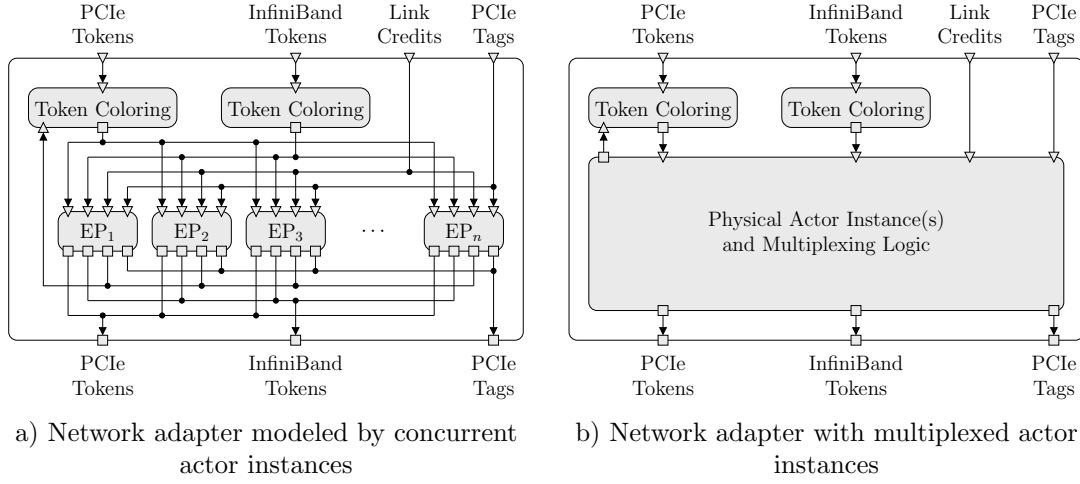 PCIe
Tokens
InfiniBand
Tokens
Link
Credits
PCIe
Tags
Token Coloring
Token Coloring
EP1
EP2
EP3
···
EPn
PCIe
Tokens
InfiniBand
Tokens
PCIe
Tags
a) Network adapter modeled by concurrent
actor instances
PCIe
Tokens
InfiniBand
Tokens
Link
Credits
PCIe
Tags
Token Coloring
Token Coloring
Physical Actor Instance(s)
and Multiplexing Logic
PCIe
Tokens
InfiniBand
Tokens
PCIe
Tags
b) Network adapter with multiplexed actor
instances